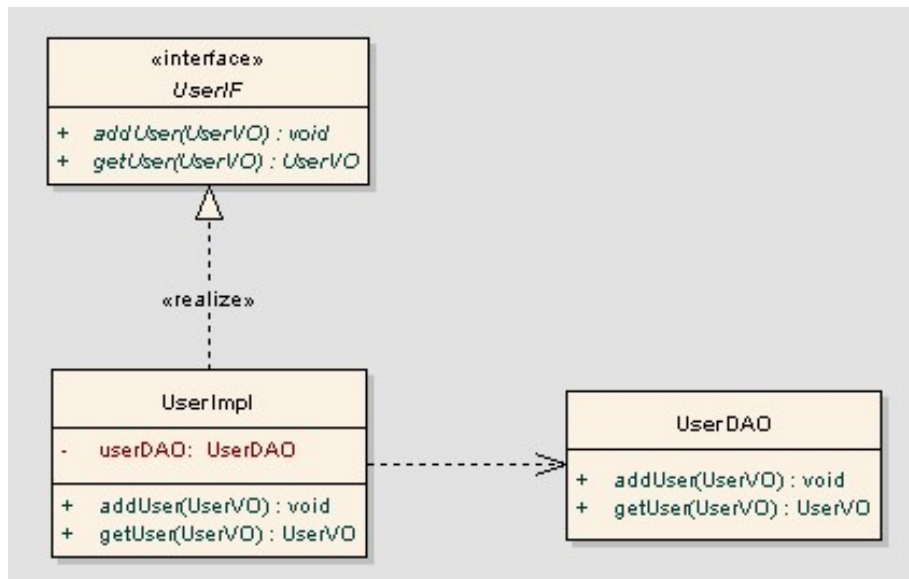 «interface»
UserIF
+ addUser(UserVO) : void
+ getUser(UserVO) : UserVO
«realize»
UserImpl
- userDAO: UserDAO
+ addUser(UserVO) : void
+ getUser(UserVO) : UserVO
UserDAO
+ addUser(UserVO) : void
+ getUser(UserVO) : UserVO